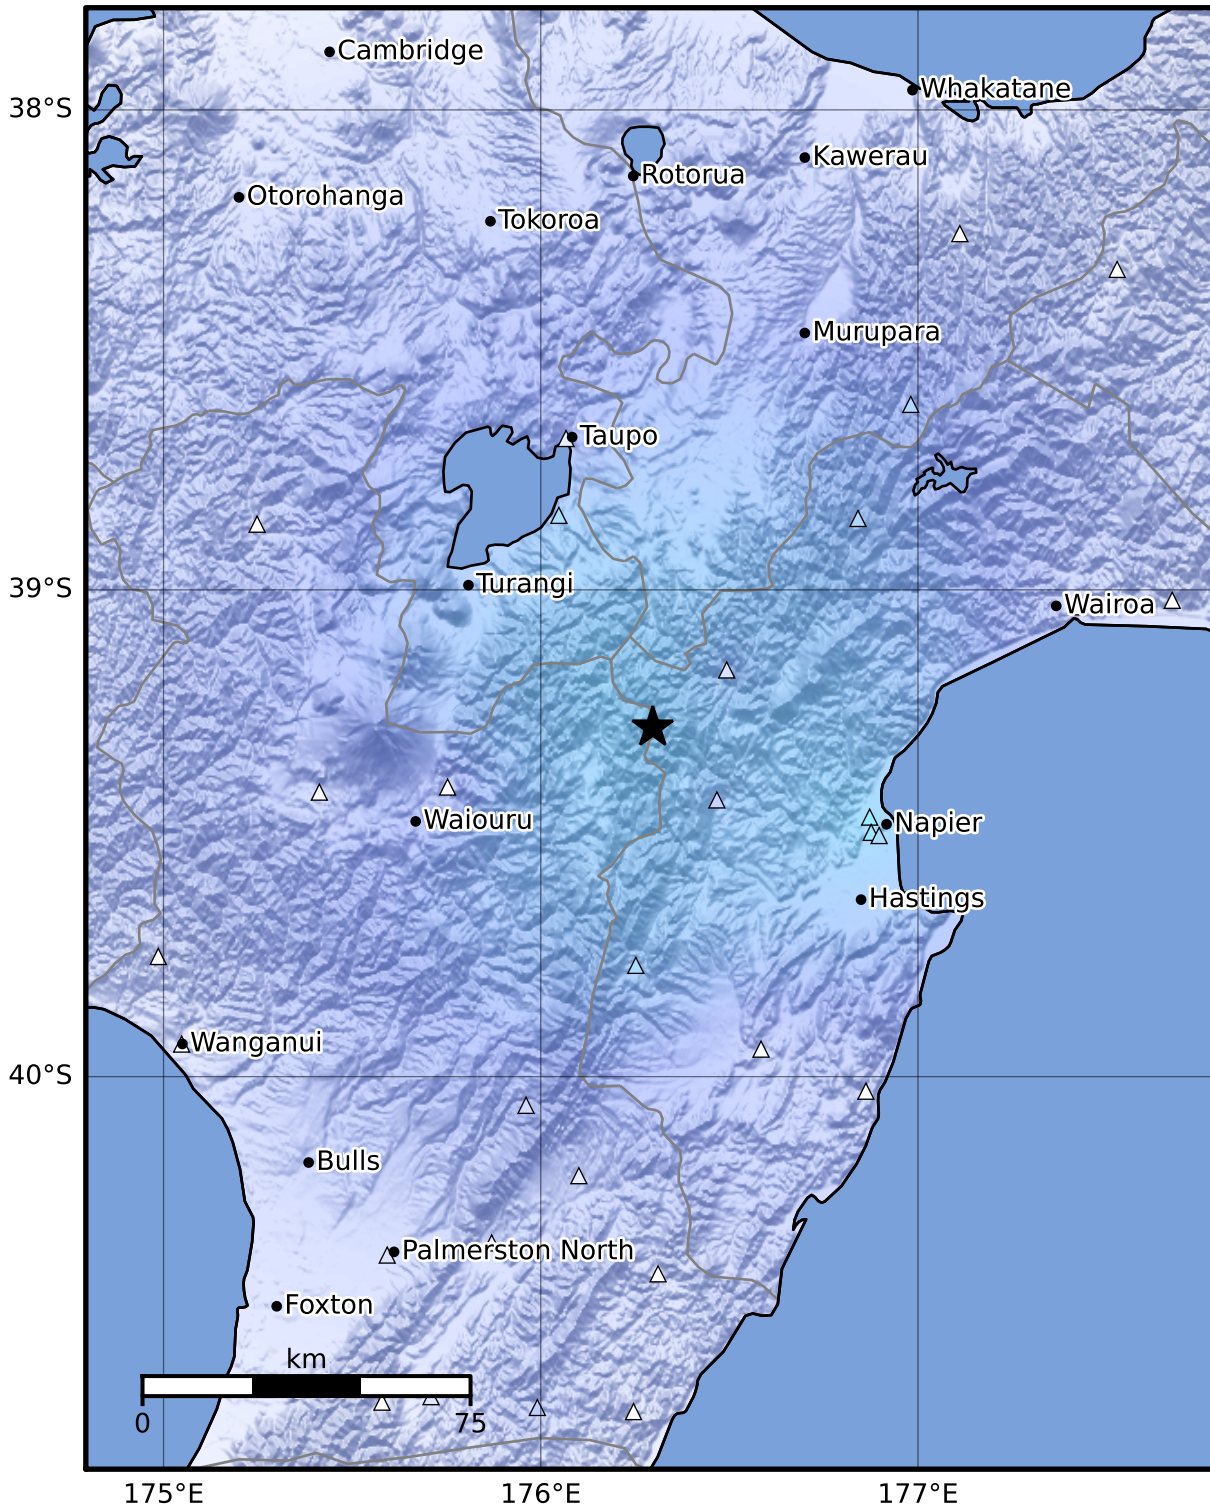 Cambridge
Whakatane
38°S
Kawerau
Rotorua
Otorohanga
Tokoroa
Murupara
Taupo
39°S
Turangi
Wairoa
Waiouru
Napier
Hastings
Wanganui
40°S
Bulls
Palmerston North
Foxton
km
0
75
175°E
176°E
177°E